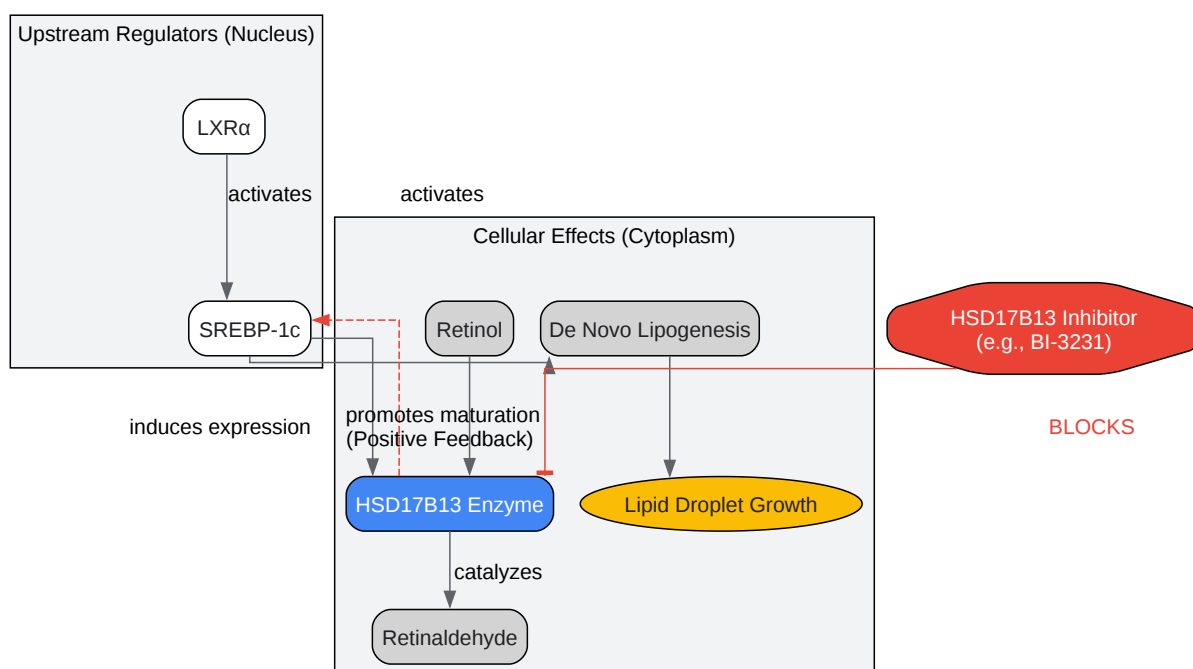 Upstream Regulators (Nucleus)
LXRα
activates
activates
Cellular Effects (Cytoplasm)
SREBP-1c
Retinol
De Novo Lipogenesis
HSD17B13 Inhibitor
(e.g., BI-3231)
induces expression
promotes maturation
(Positive Feedback)
BLOCKS
HSD17B13 Enzyme
Lipid Droplet Growth
catalyzes
Retinaldehyde